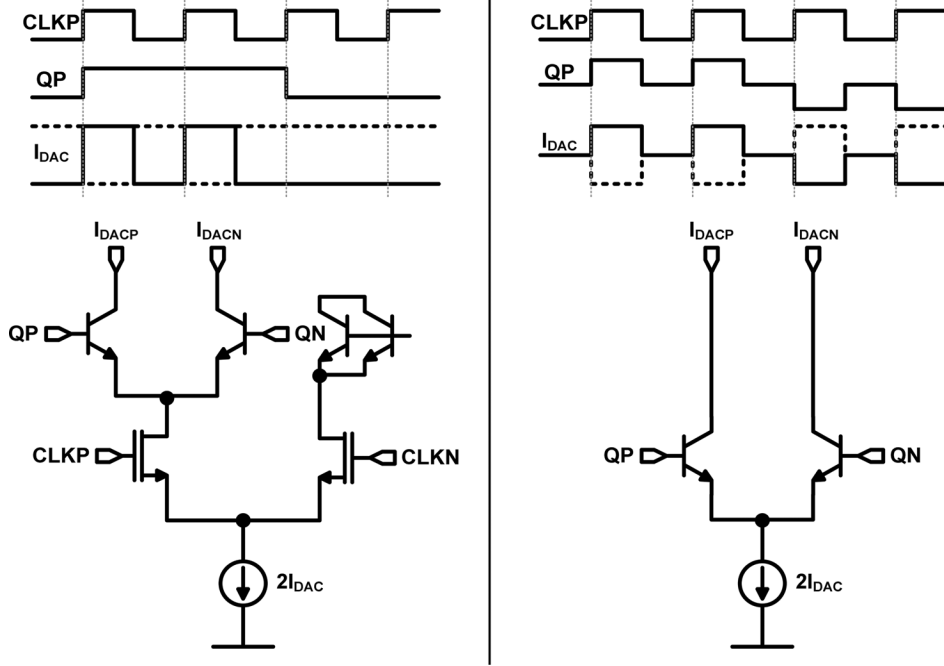 CLKP
QP
IDAC
IDACP IDACN
QP QN
CLKP CLKN
2IDAC
CLKP
QP
IDAC
IDACP IDACN
QP QN
2IDAC